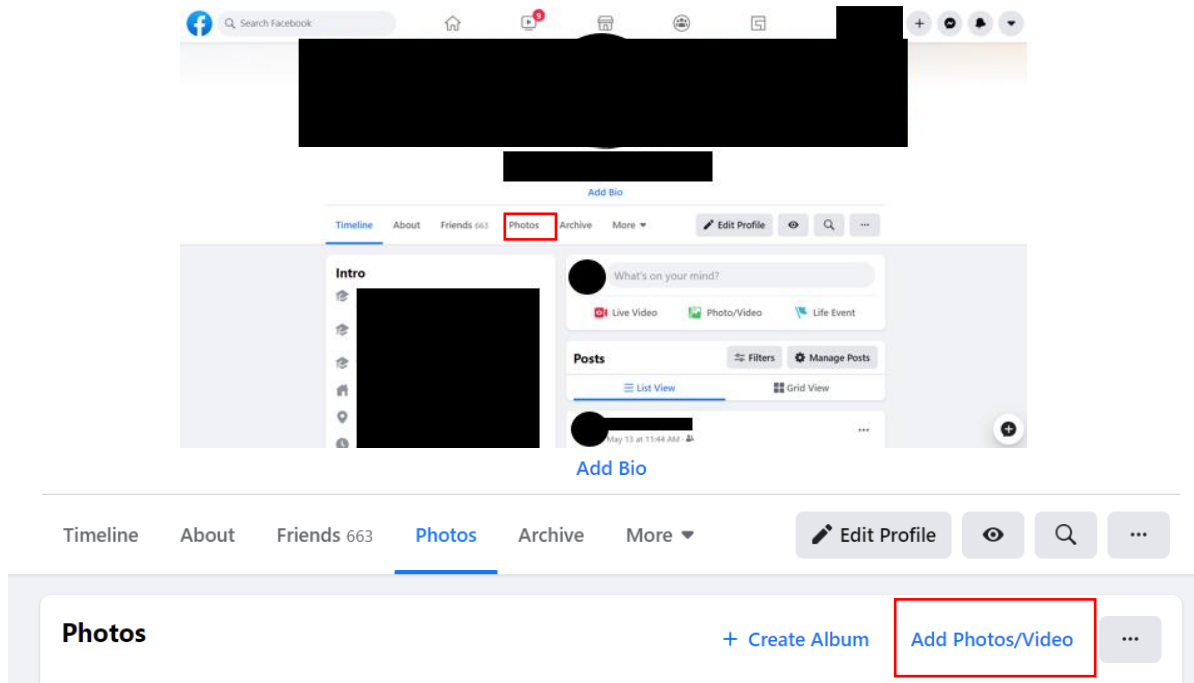 Search Facebook
9
Add Bio
Timeline About Friends 663 Photos Archive More Edit Profile ...
Intro
What's on your mind?
Live Video Photo/Video Life Event
Posts Filters Manage Posts
List View Grid View
May 13 at 11:44 AM ·
Add Bio
Timeline About Friends 663 Photos Archive More Edit Profile ...
Photos + Create Album Add Photos/Video ...